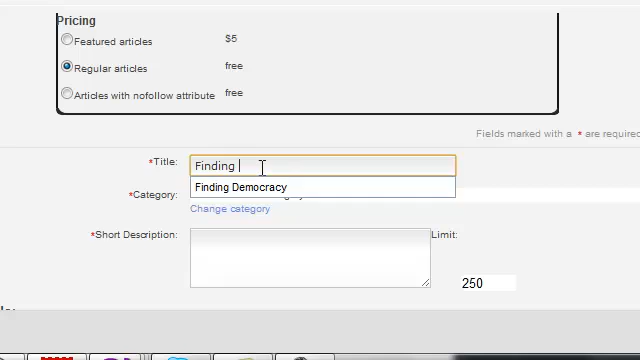 Pricing
Featured articles $5
Regular articles free
Articles with nofollow attribute free
Fields marked with a * are require
*Title: Finding
Finding Democracy
*Category:
Change category
*Short Description: Limit:
250